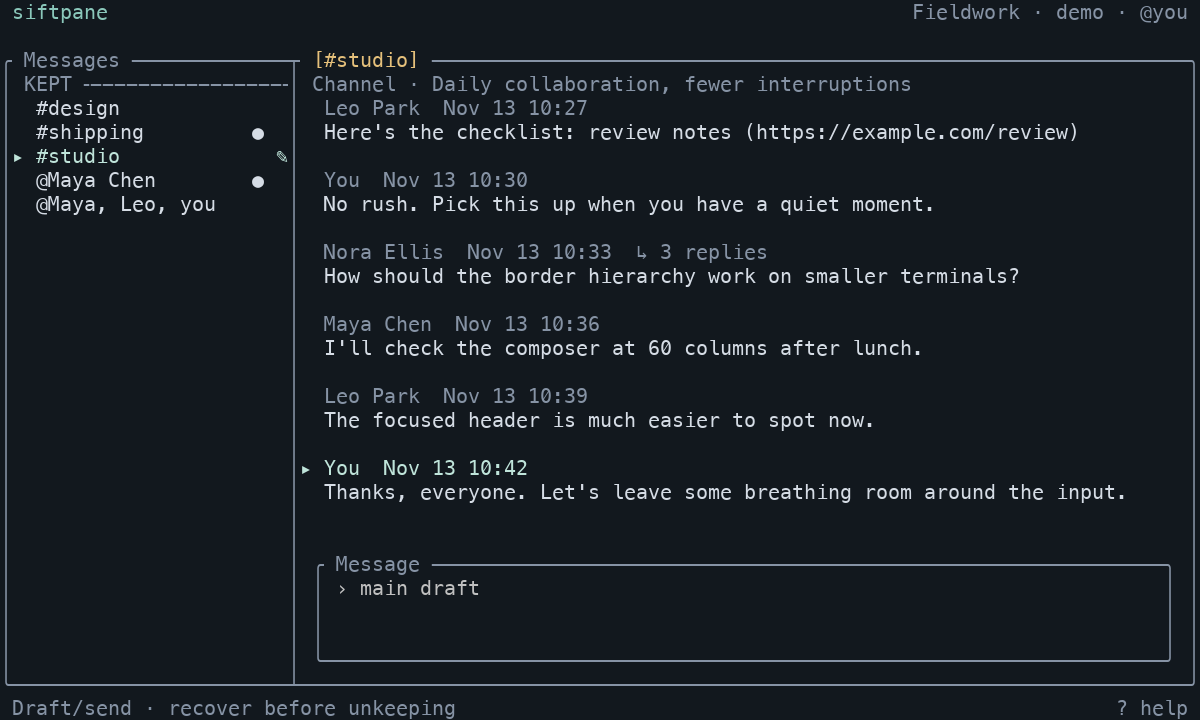 siftpane
Fieldwork · demo · @you
Messages
KEPT
#design
#shipping ●
▸ #studio ✎
@Maya Chen ●
@Maya, Leo, you
[#studio]
Channel · Daily collaboration, fewer interruptions
Leo Park Nov 13 10:27
Here's the checklist: review notes (https://example.com/review)
You Nov 13 10:30
No rush. Pick this up when you have a quiet moment.
Nora Ellis Nov 13 10:33 ↳ 3 replies
How should the border hierarchy work on smaller terminals?
Maya Chen Nov 13 10:36
I'll check the composer at 60 columns after lunch.
Leo Park Nov 13 10:39
The focused header is much easier to spot now.
▸ You Nov 13 10:42
Thanks, everyone. Let's leave some breathing room around the input.
Message
› main draft
Draft/send · recover before unkeeping
? help